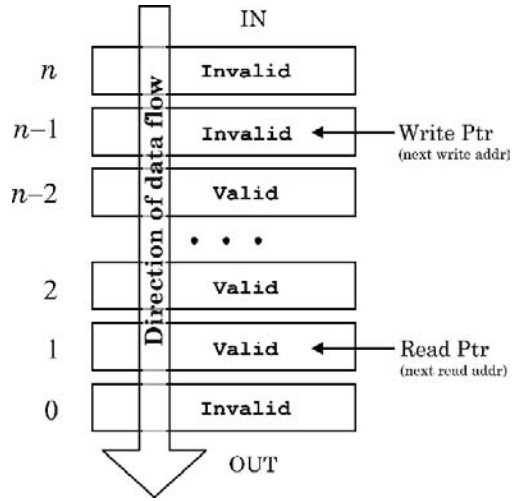 IN
n Invalid
n–1 Invalid Write Ptr
(next write addr)
n–2 Valid
• • •
2 Valid
1 Valid Read Ptr
(next read addr)
0 Invalid
OUT
Direction of data flow